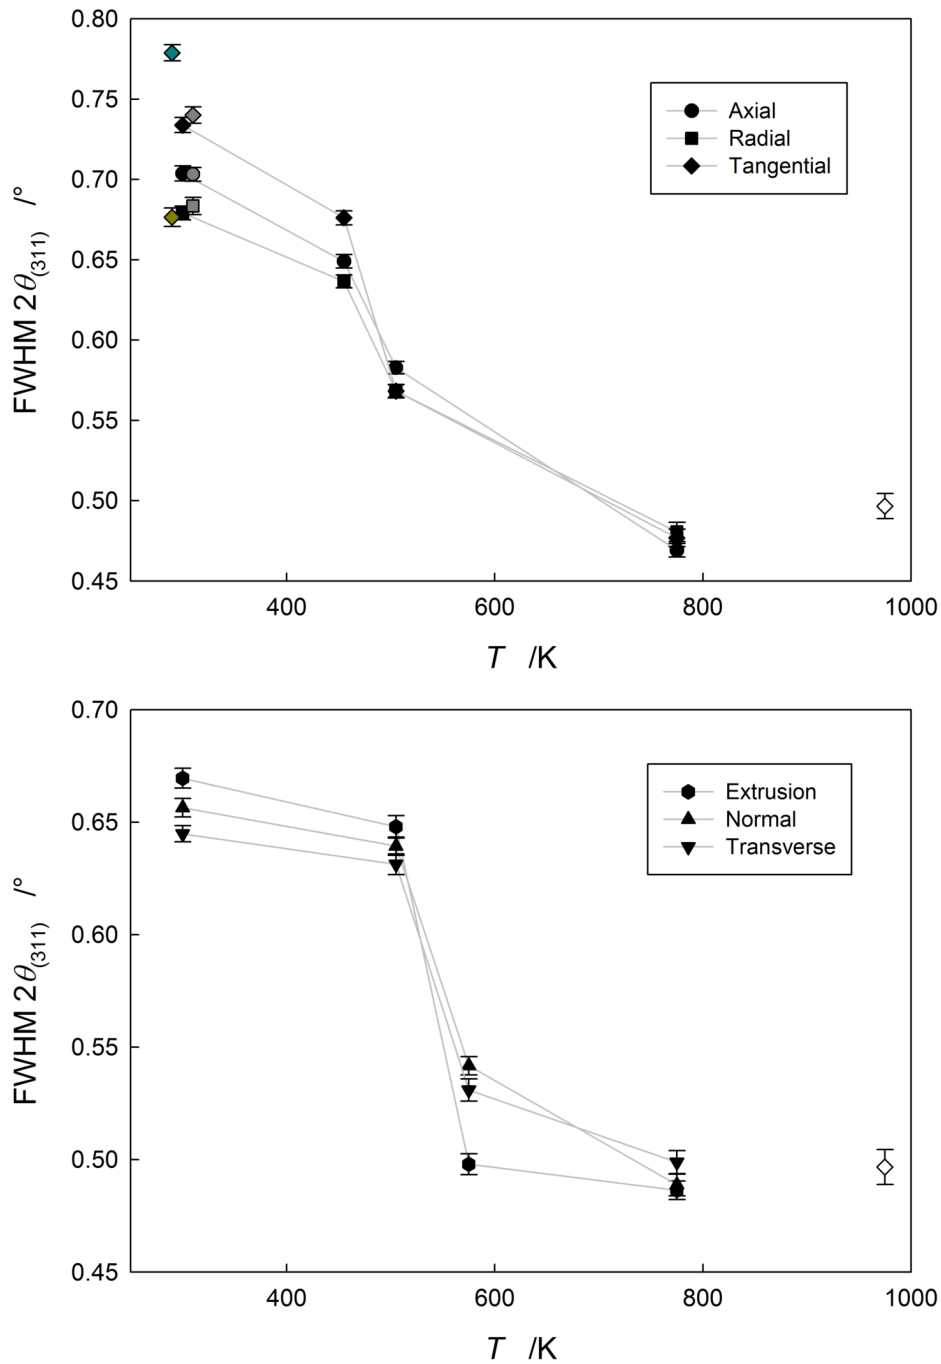 0.80
0.75
0.70
0.65
0.60
0.55
0.50
0.45
FWHM 2θ(311) /°
Axial
Radial
Tangential
400 600 800 1000
T /K
0.70
0.65
0.60
0.55
0.50
0.45
FWHM 2θ(311) /°
Extrusion
Normal
Transverse
400 600 800 1000
T /K